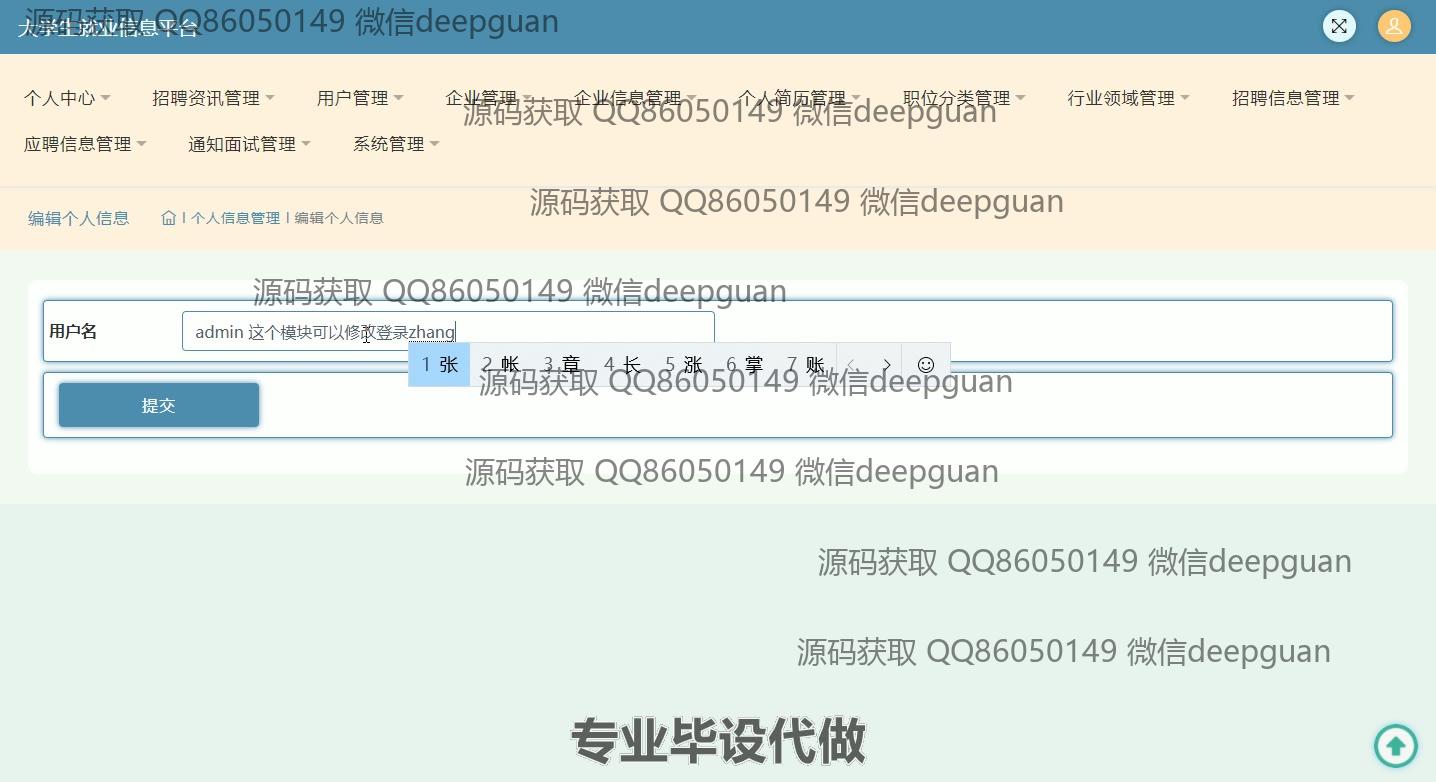 大学生就业信息平台
源码获取 QQ86050149 微信deepguan
个人中心 招聘资讯管理 用户管理 企业管理 企业信息管理 个人简历管理 职位分类管理 行业领域管理 招聘信息管理
源码获取 QQ86050149 微信deepguan
应聘信息管理 通知面试管理 系统管理
源码获取 QQ86050149 微信deepguan
编辑个人信息 | 个人信息管理 | 编辑个人信息
源码获取 QQ86050149 微信deepguan
用户名 admin 这个模块可以修改登录zhang
1 张 2 帐 3 章 4 长 5 涨 6 掌 7 账
源码获取 QQ86050149 微信deepguan
提交
源码获取 QQ86050149 微信deepguan
源码获取 QQ86050149 微信deepguan
源码获取 QQ86050149 微信deepguan
专业毕设代做